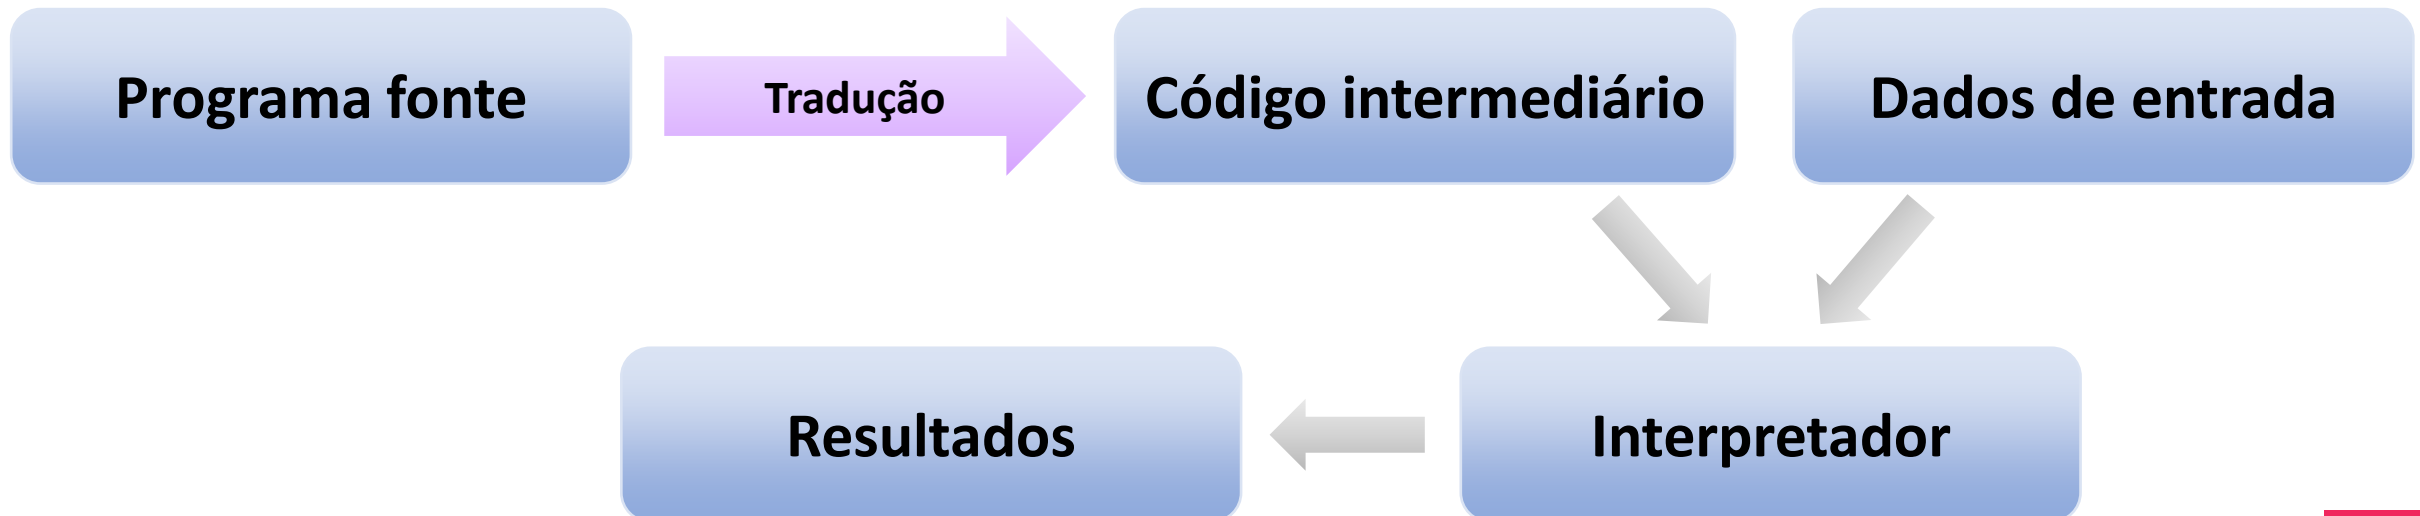 Programa fonte
Tradução
Código intermediário
Dados de entrada
Resultados
Interpretador